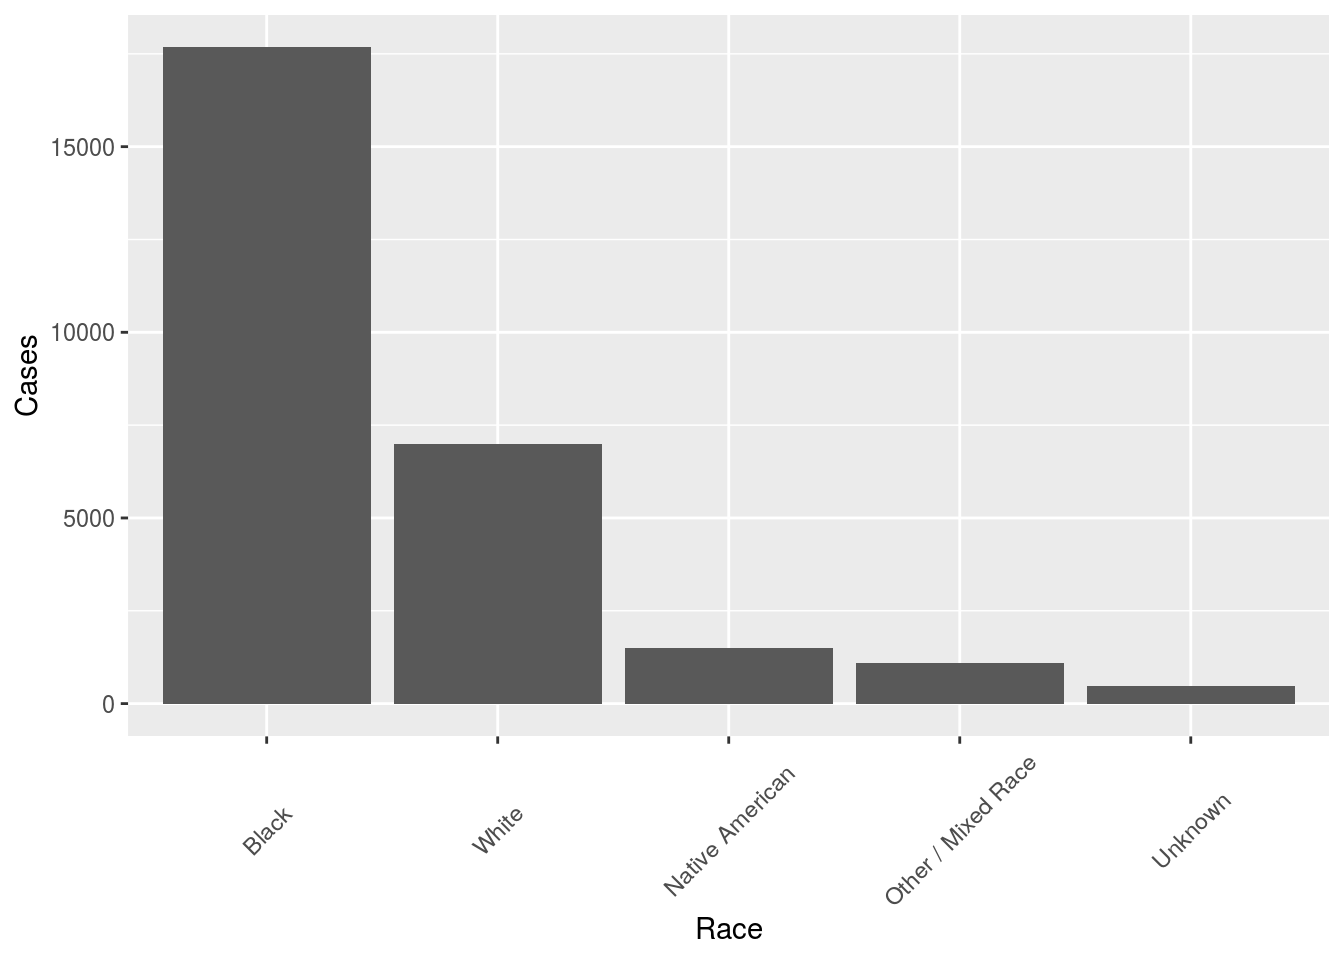 Cases
15000
10000
5000
0
Black
White
Native American
Other / Mixed Race
Unknown
Race